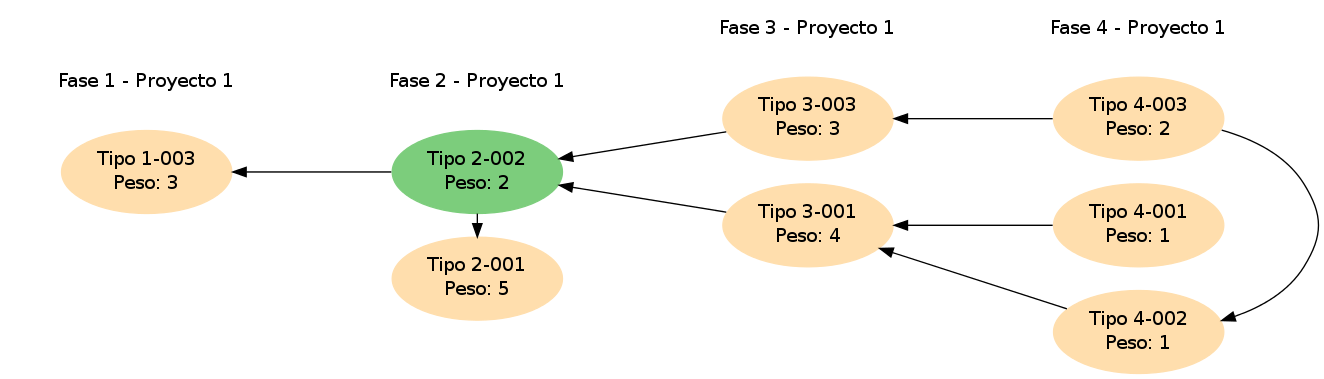 Fase 1 - Proyecto 1
Tipo 1-003
Peso: 3
Fase 2 - Proyecto 1
Tipo 2-002
Peso: 2
Tipo 2-001
Peso: 5
Fase 3 - Proyecto 1
Tipo 3-003
Peso: 3
Tipo 3-001
Peso: 4
Fase 4 - Proyecto 1
Tipo 4-003
Peso: 2
Tipo 4-001
Peso: 1
Tipo 4-002
Peso: 1